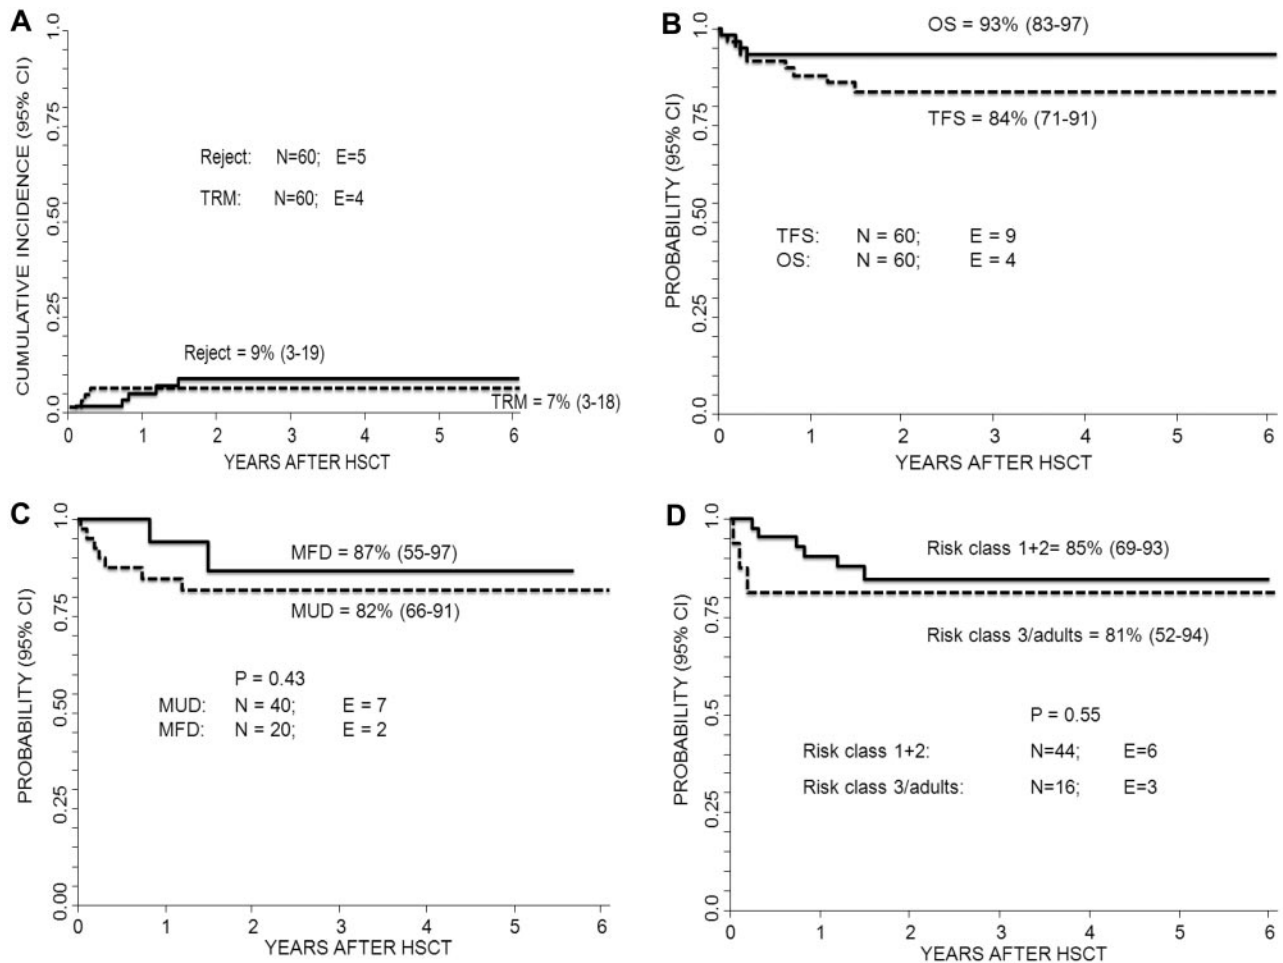 A
CUMULATIVE INCIDENCE (95% CI)
1.0
0.75
0.50
0.25
0.0
Reject: N=60; E=5
TRM: N=60; E=4
Reject = 9% (3-19)
TRM = 7% (3-18)
0 1 2 3 4 5 6
YEARS AFTER HSCT
B
PROBABILITY (95% CI)
1.0
0.75
0.50
0.25
0.0
OS = 93% (83-97)
TFS = 84% (71-91)
TFS: N = 60; E = 9
OS: N = 60; E = 4
0 1 2 3 4 5 6
YEARS AFTER HSCT
C
PROBABILITY (95% CI)
1.0
0.75
0.50
0.25
0.00
MFD = 87% (55-97)
MUD = 82% (66-91)
P = 0.43
MUD: N = 40; E = 7
MFD: N = 20; E = 2
0 1 2 3 4 5 6
YEARS AFTER HSCT
D
PROBABILITY (95% CI)
1.0
0.75
0.5
0.25
0.0
Risk class 1+2= 85% (69-93)
Risk class 3/adults = 81% (52-94)
P = 0.55
Risk class 1+2: N=44; E=6
Risk class 3/adults: N=16; E=3
0 1 2 3 4 5 6
YEARS AFTER HSCT